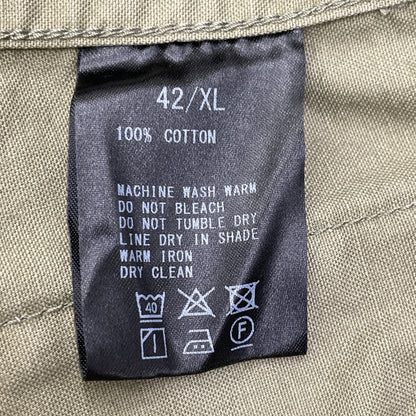 42/XL
100% COTTON
MACHINE WASH WARM
DO NOT BLEACH
DO NOT TUMBLE DRY
LINE DRY IN SHADE
WARM IRON
DRY CLEAN
40
F